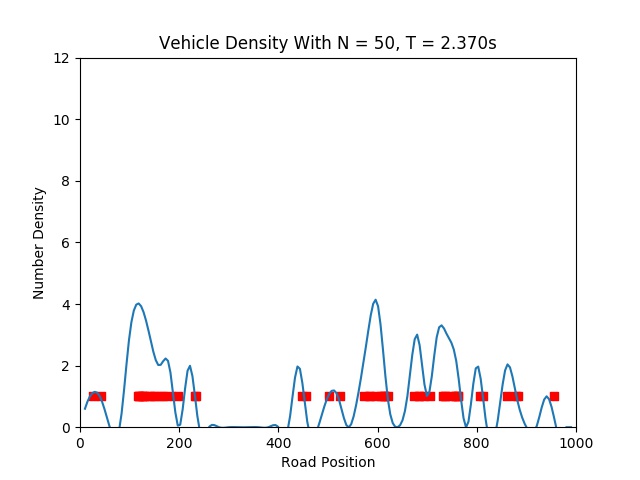 Vehicle Density With N = 50, T = 2.370s
12
10
8
6
4
2
0
Number Density
0 200 400 600 800 1000
Road Position